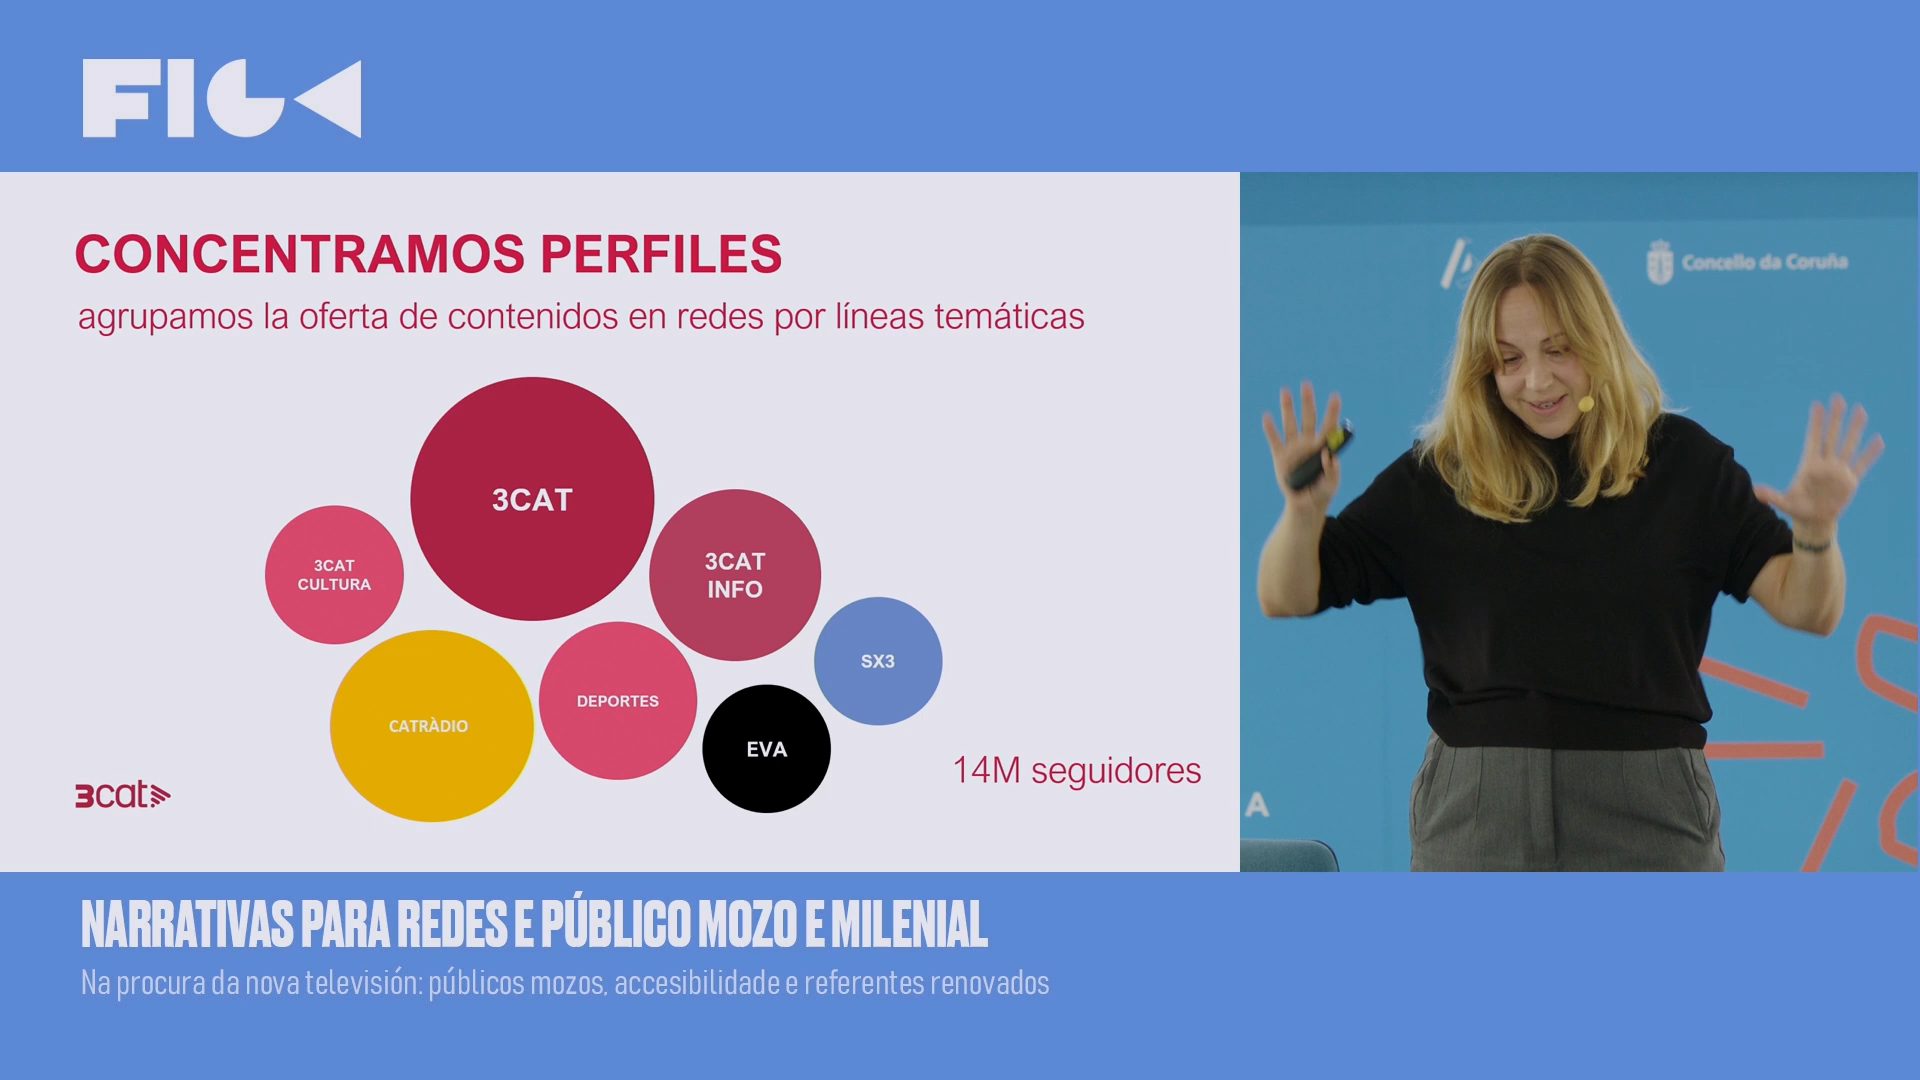 FIC
CONCENTRAMOS PERFILES
agrupamos la oferta de contenidos en redes por líneas temáticas
3CAT
3CAT
CULTURA
3CAT
INFO
SX3
CATRÀDIO
DEPORTES
EVA
14M seguidores
3cat
Concello da Coruña
A
NARRATIVAS PARA REDES E PÚBLICO MOZO E MILENIAL
Na procura da nova televisión: públicos mozos, accesibilidade e referentes renovados